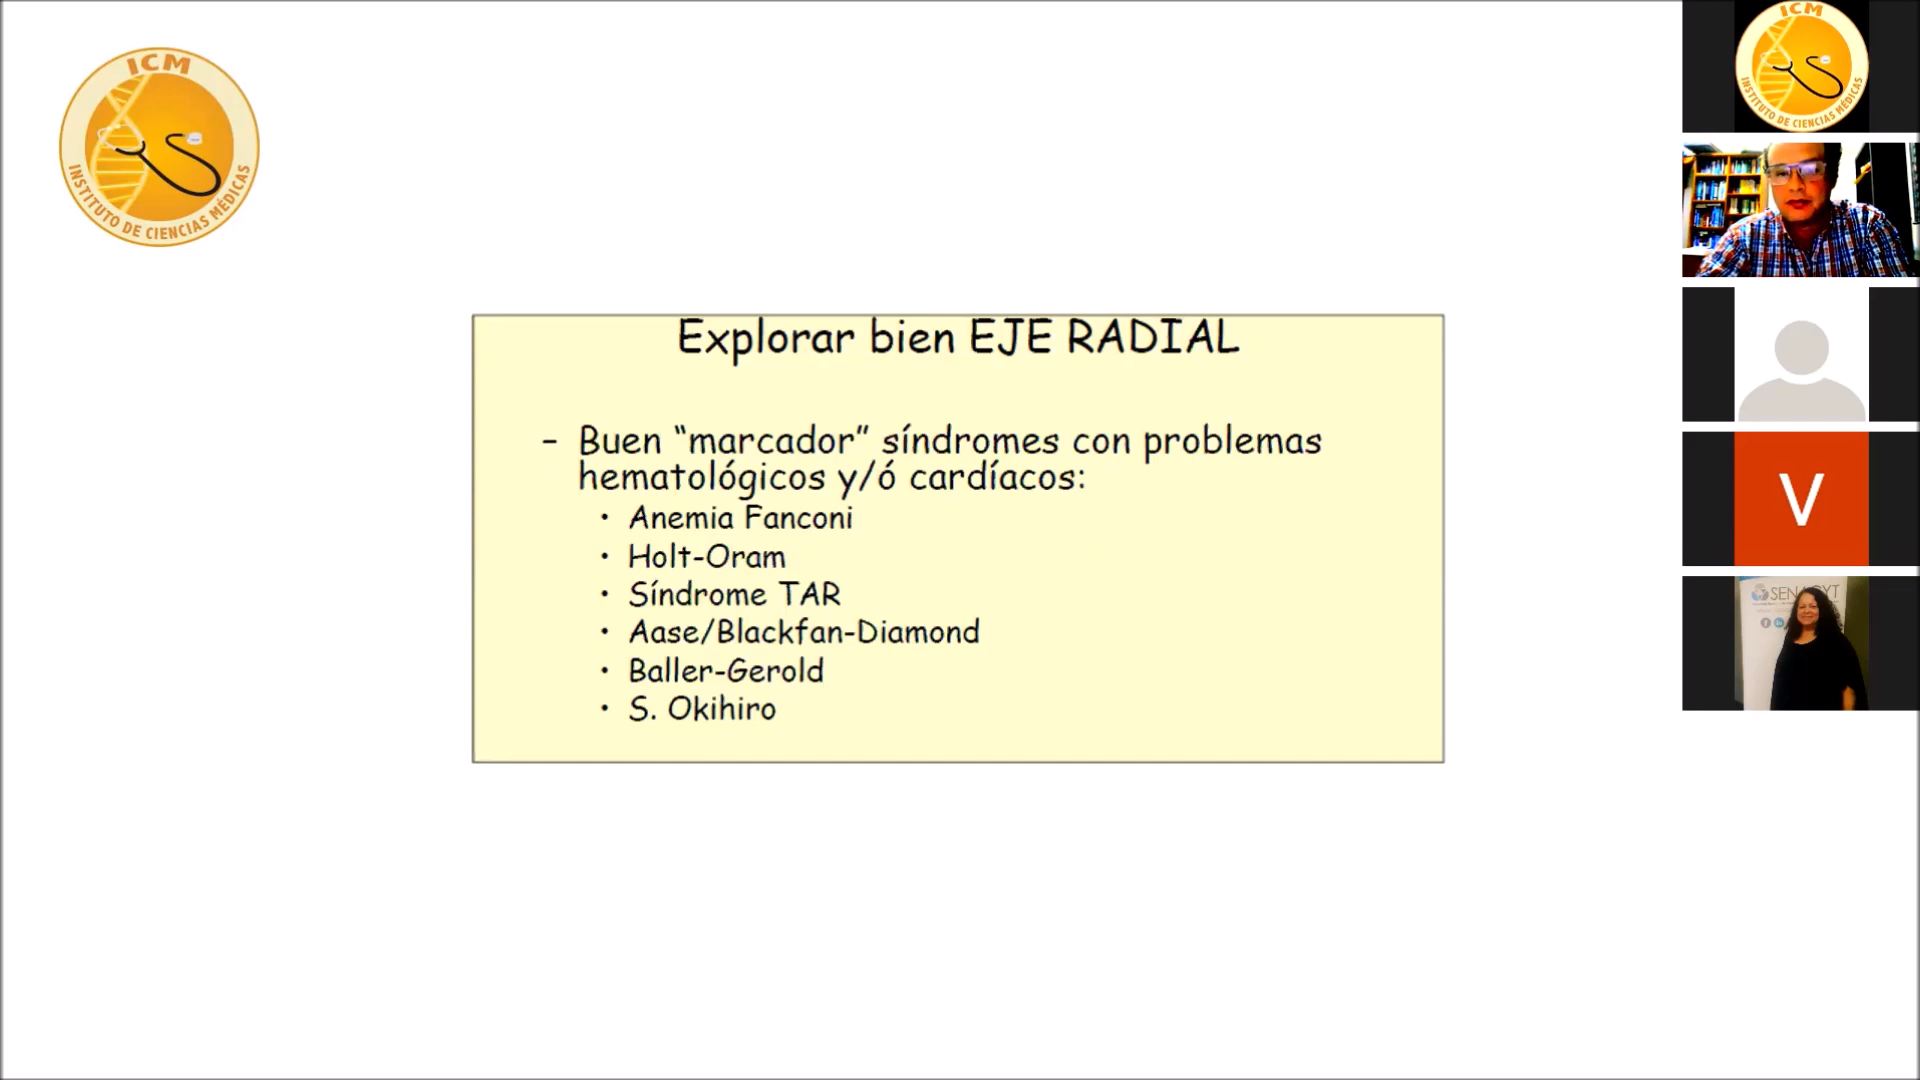 ICM
INSTITUTO DE CIENCIAS MÉDICAS
Explorar bien EJE RADIAL
- Buen “marcador” síndromes con problemas
hematológicos y/ó cardíacos:
• Anemia Fanconi
• Holt-Oram
• Síndrome TAR
• Aase/Blackfan-Diamond
• Baller-Gerold
• S. Okihiro
ICM
INSTITUTO DE CIENCIAS MÉDICAS
V